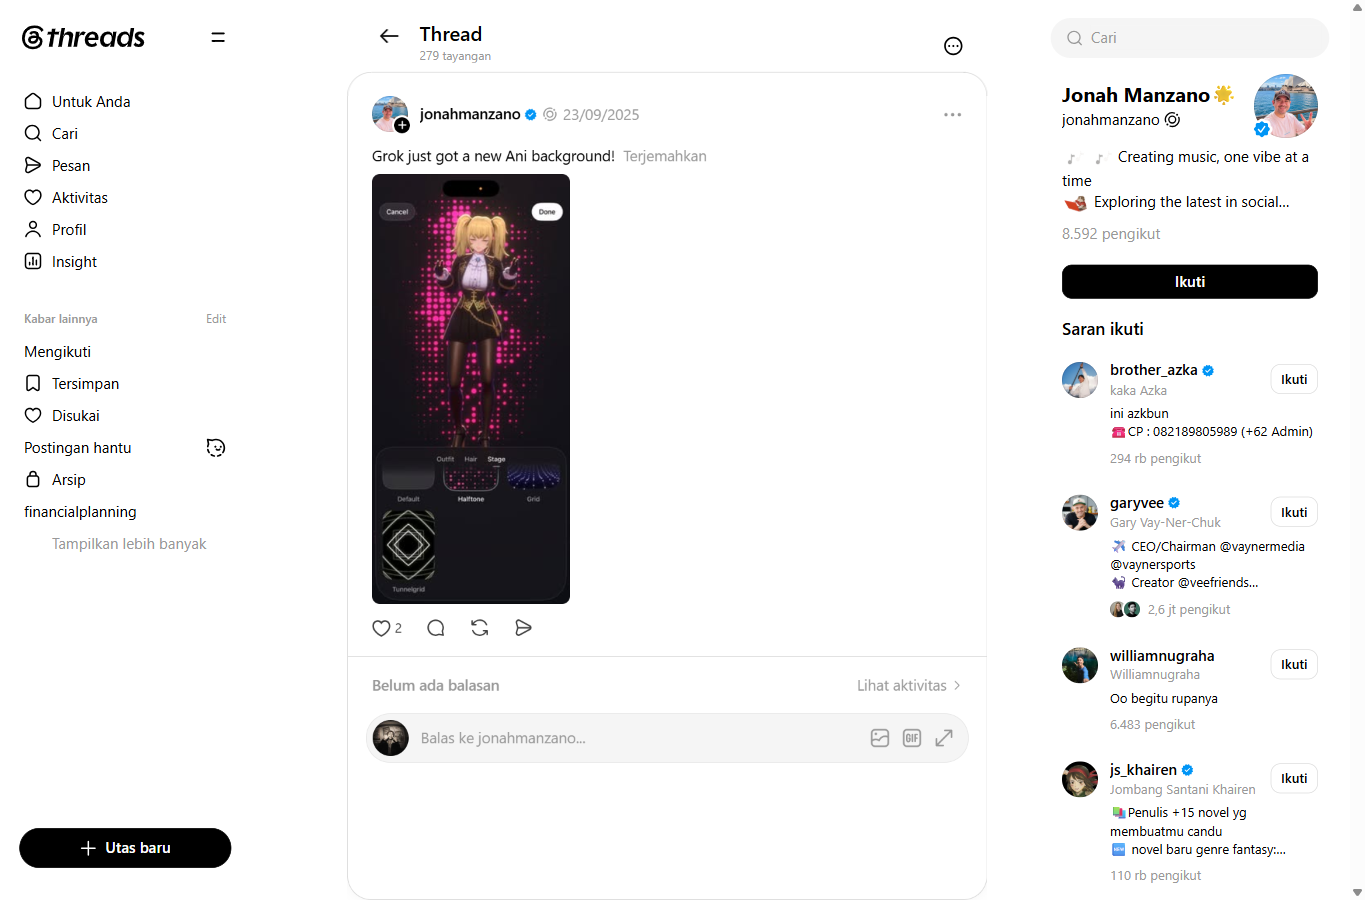 threads
Untuk Anda
Cari
Pesan
Aktivitas
Profil
Insight
Kabar lainnya
Edit
Mengikuti
Tersimpan
Disukai
Postingan hantu
Arsip
financialplanning
Tampilkan lebih banyak
Utas baru
Thread
279 tayangan
jonahmanzano 23/09/2025
Grok just got a new Ani background! Terjemahkan
Cancel
Done
Outfit Hair Stage
Default Halftone Grid
Tunnelgrid
2
Belum ada balasan
Lihat aktivitas
Balas ke jonahmanzano...
GIF
Cari
Jonah Manzano
jonahmanzano
Creating music, one vibe at a
time
Exploring the latest in social...
8.592 pengikut
Ikuti
Saran ikuti
brother_azka
kaka Azka
Ikuti
ini azkbun
CP : 082189805989 (+62 Admin)
294 rb pengikut
garyvee
Gary Vay-Ner-Chuk
Ikuti
CEO/Chairman @vaynermedia
@vaynersports
Creator @veefriends...
2,6 jt pengikut
williamnugraha
Williamnugraha
Ikuti
Oo begitu rupanya
6.483 pengikut
js_khairen
Jombang Santani Khairen
Ikuti
Penulis +15 novel yg
membuatmu candu
NEW novel baru genre fantasy:...
110 rb pengikut